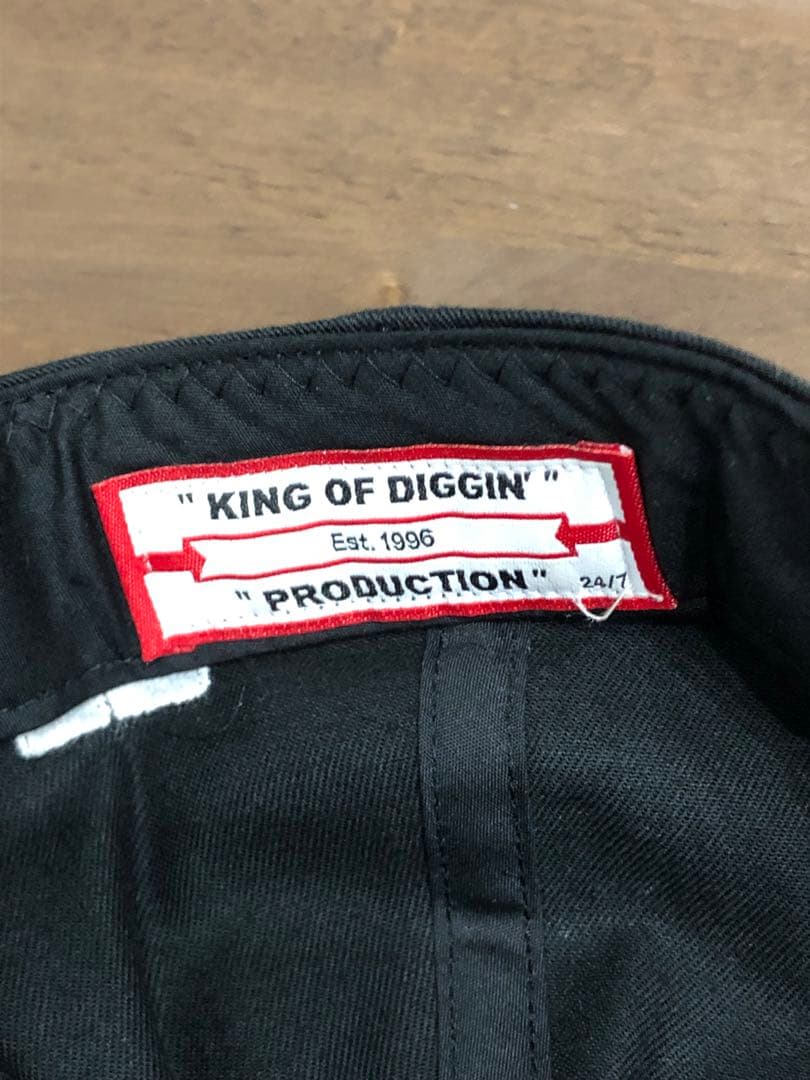 " KING OF DIGGIN' "
Est. 1996
" PRODUCTION" 24/7